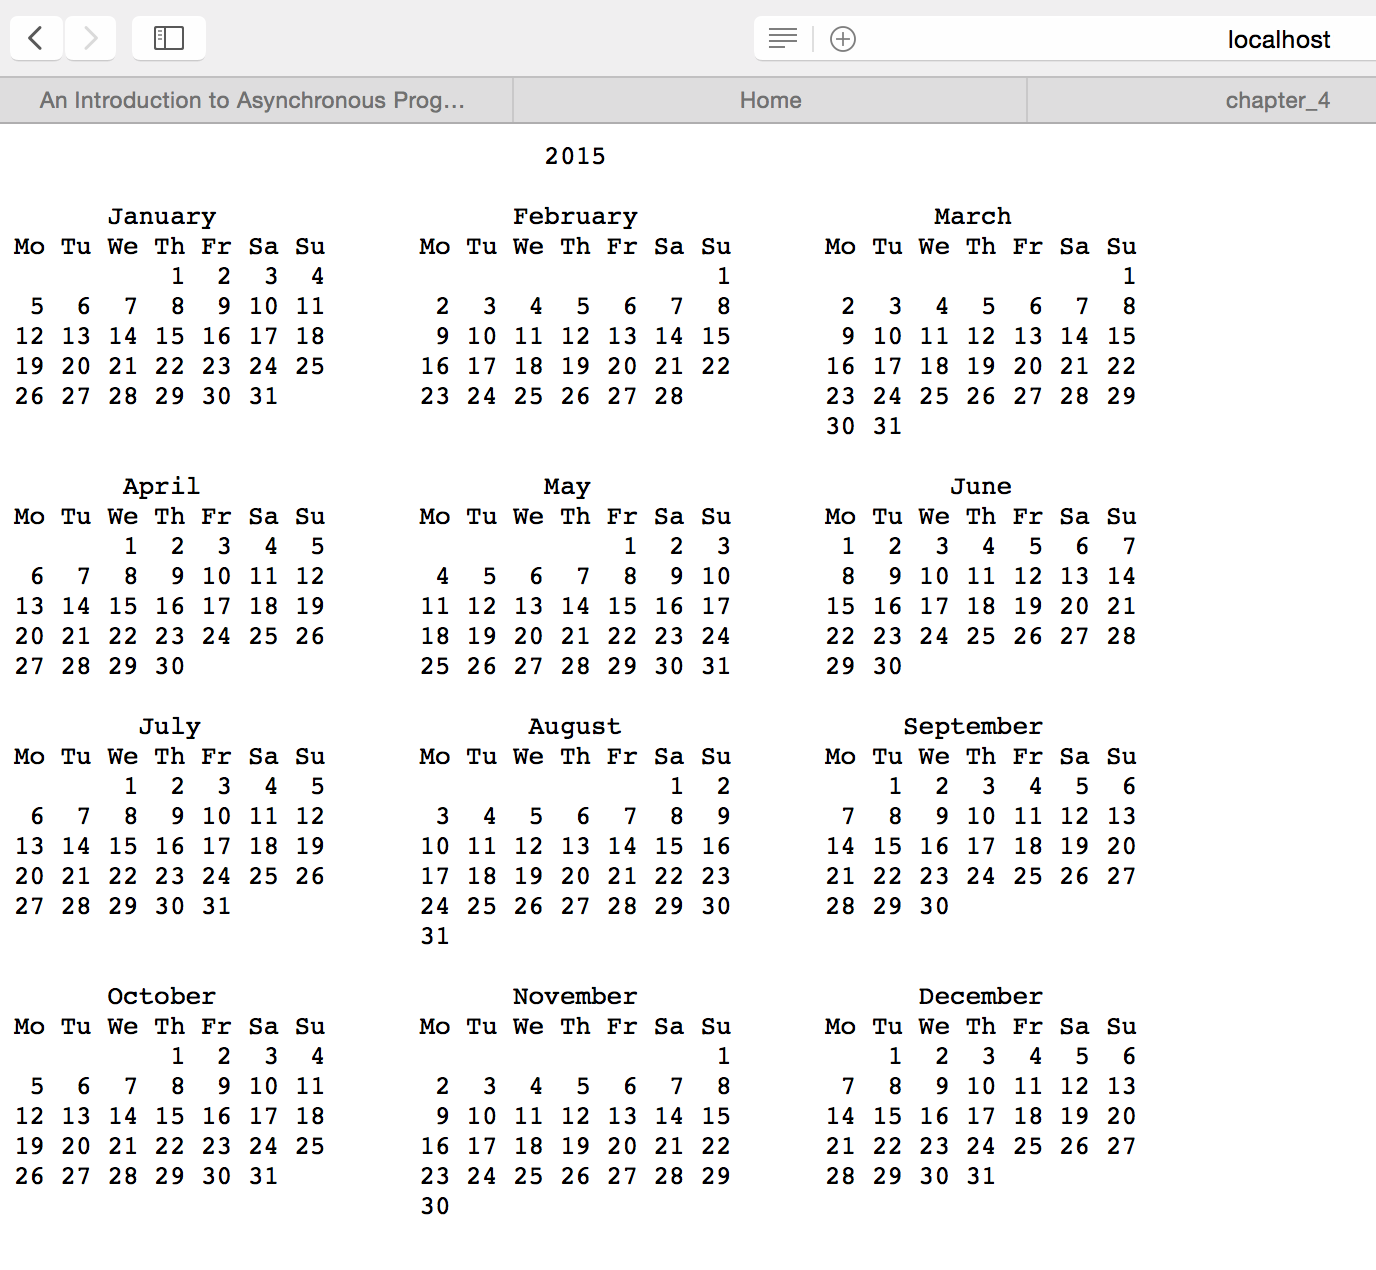 localhost
An Introduction to Asynchronous Prog... Home chapter_4
2015
January February March
Mo Tu We Th Fr Sa Su Mo Tu We Th Fr Sa Su Mo Tu We Th Fr Sa Su
1 2 3 4 1 1
5 6 7 8 9 10 11 2 3 4 5 6 7 8 2 3 4 5 6 7 8
12 13 14 15 16 17 18 9 10 11 12 13 14 15 9 10 11 12 13 14 15
19 20 21 22 23 24 25 16 17 18 19 20 21 22 16 17 18 19 20 21 22
26 27 28 29 30 31 23 24 25 26 27 28 23 24 25 26 27 28 29
30 31
April May June
Mo Tu We Th Fr Sa Su Mo Tu We Th Fr Sa Su Mo Tu We Th Fr Sa Su
1 2 3 4 5 1 2 3 1 2 3 4 5 6 7
6 7 8 9 10 11 12 4 5 6 7 8 9 10 8 9 10 11 12 13 14
13 14 15 16 17 18 19 11 12 13 14 15 16 17 15 16 17 18 19 20 21
20 21 22 23 24 25 26 18 19 20 21 22 23 24 22 23 24 25 26 27 28
27 28 29 30 25 26 27 28 29 30 31 29 30
July August September
Mo Tu We Th Fr Sa Su Mo Tu We Th Fr Sa Su Mo Tu We Th Fr Sa Su
1 2 3 4 5 1 2 1 2 3 4 5 6
6 7 8 9 10 11 12 3 4 5 6 7 8 9 7 8 9 10 11 12 13
13 14 15 16 17 18 19 10 11 12 13 14 15 16 14 15 16 17 18 19 20
20 21 22 23 24 25 26 17 18 19 20 21 22 23 21 22 23 24 25 26 27
27 28 29 30 31 24 25 26 27 28 29 30 28 29 30
31
October November December
Mo Tu We Th Fr Sa Su Mo Tu We Th Fr Sa Su Mo Tu We Th Fr Sa Su
1 2 3 4 1 1 2 3 4 5 6
5 6 7 8 9 10 11 2 3 4 5 6 7 8 7 8 9 10 11 12 13
12 13 14 15 16 17 18 9 10 11 12 13 14 15 14 15 16 17 18 19 20
19 20 21 22 23 24 25 16 17 18 19 20 21 22 21 22 23 24 25 26 27
26 27 28 29 30 31 23 24 25 26 27 28 29 28 29 30 31
30